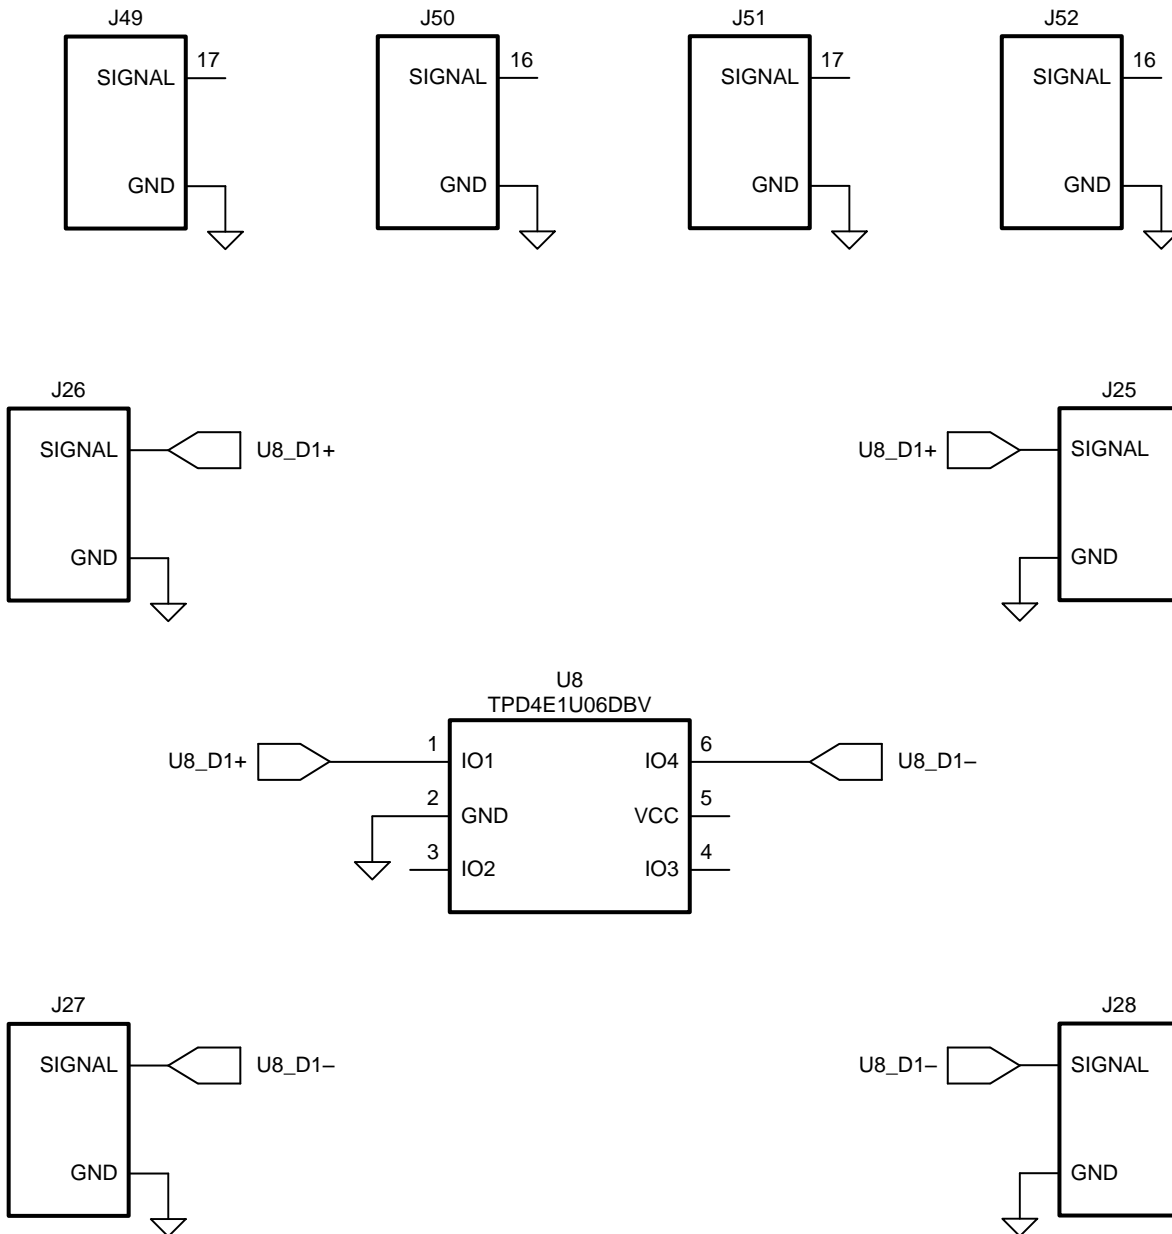 J49
J50
J51
J52
17
16
17
16
SIGNAL
SIGNAL
SIGNAL
SIGNAL
GND
GND
GND
GND
J26
J25
SIGNAL
U8_D1+
U8_D1+
SIGNAL
GND
GND
U8
TPD4E1U06DBV
U8_D1+
1
IO1
IO4
6
U8_D1–
2
GND
VCC
5
3
IO2
IO3
4
J27
J28
SIGNAL
U8_D1–
U8_D1–
SIGNAL
GND
GND